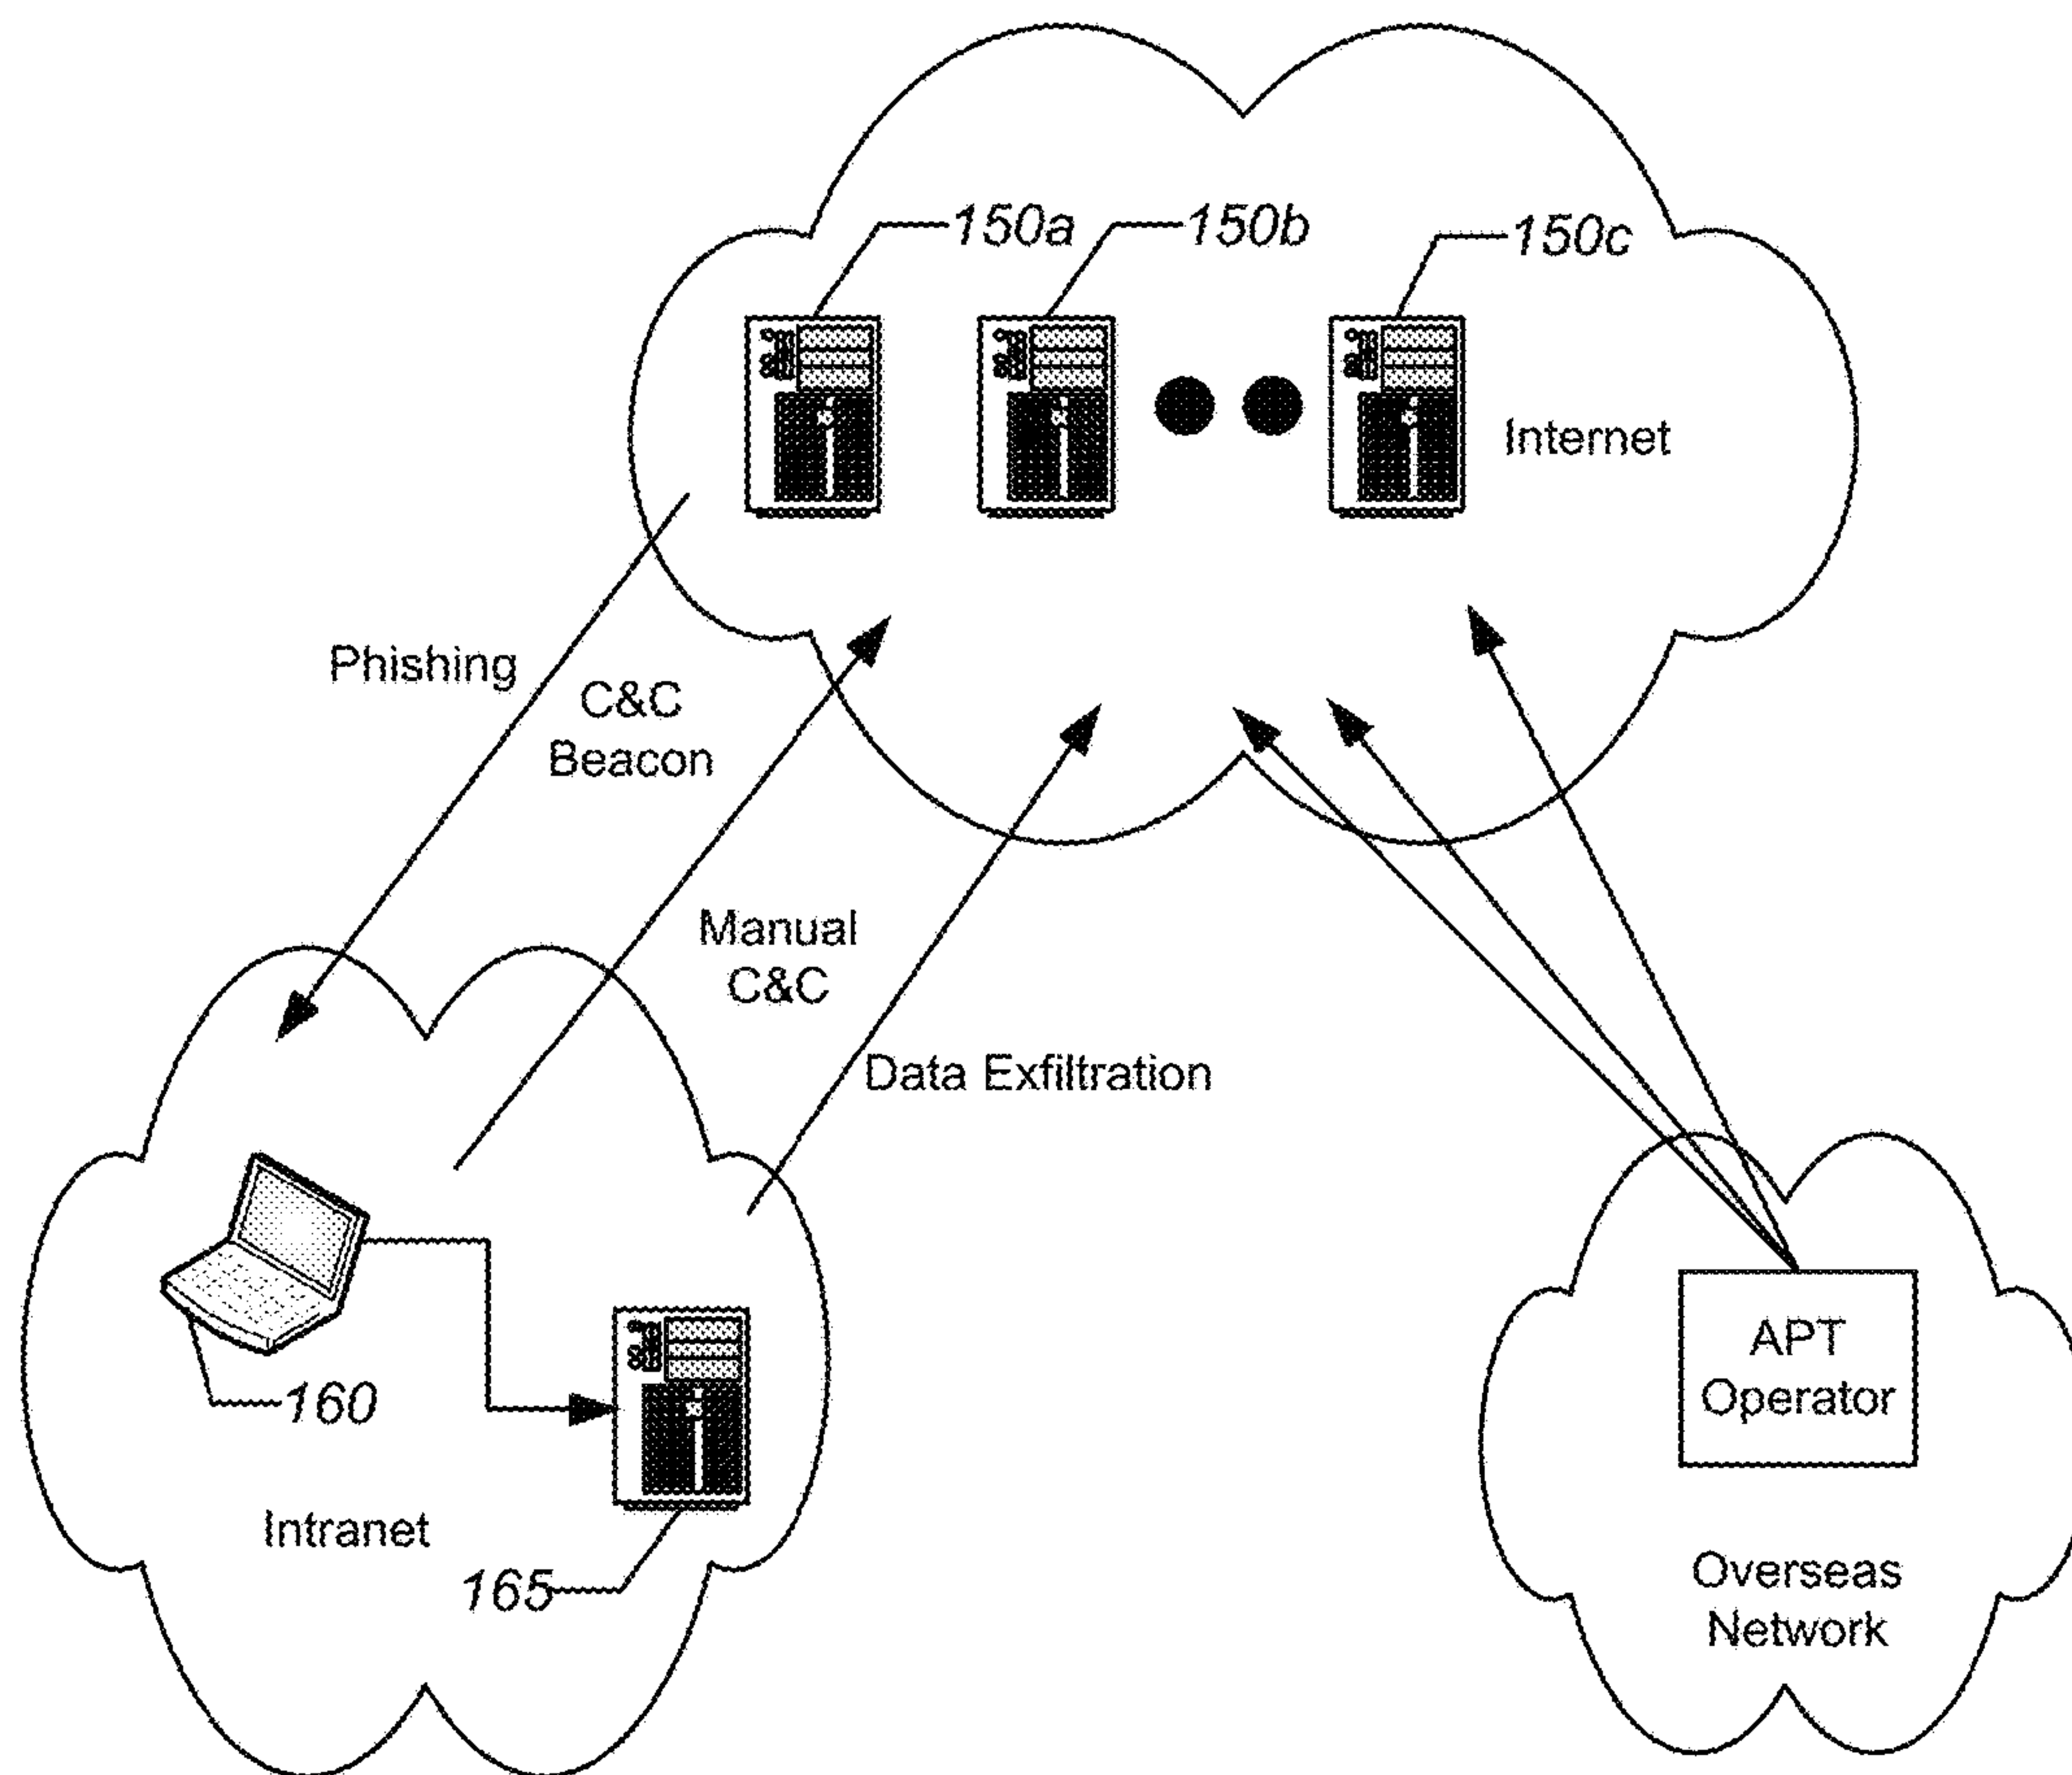 150a
150b
150c
Internet
Phishing
C&C
Beacon
Manual
C&C
Data Exfiltration
160
Intranet
165
APT
Operator
Overseas
Network